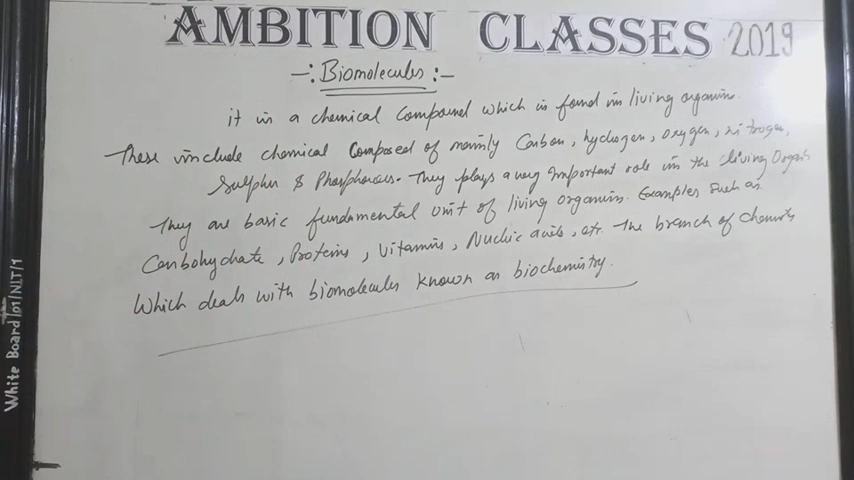 AMBITION CLASSES 2019
-: Biomolecules :-
it is a chemical compound which is found in living organism.
These include chemical composed of mainly Carbon, hydrogen, oxygen, nitrogen,
Sulphur & Phosphorous. They plays a very important role in the living Organis
They are basic fundamental unit of living organism. Examples such as
Carbohydrate, Proteins, Vitamins, Nucleic acids, etc. The branch of chemistry
Which deals with biomolecules known as biochemistry.
White Board/01/NIT/1